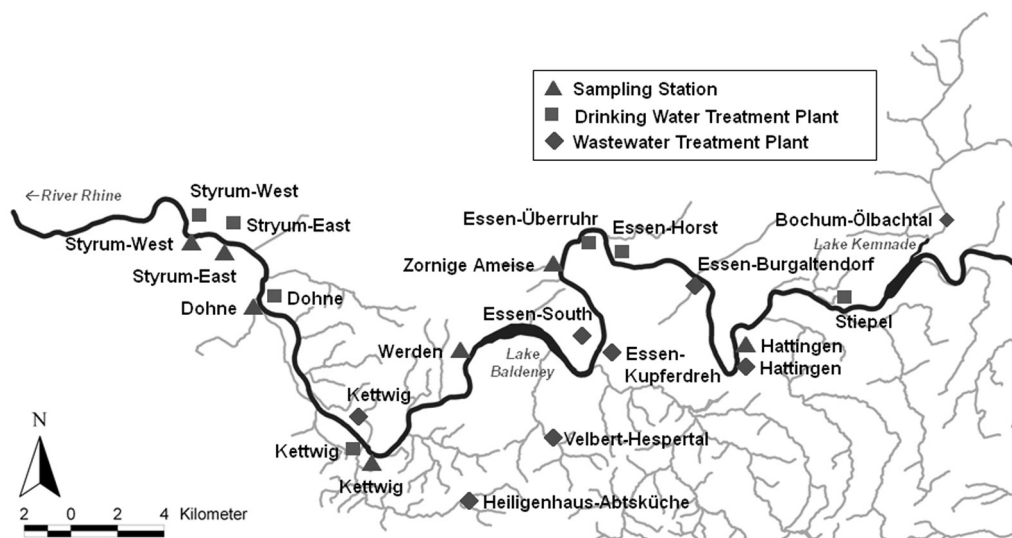 Sampling Station
Drinking Water Treatment Plant
Wastewater Treatment Plant
←River Rhine
Styrum-West
Stryum-East
Styrum-West
Styrum-East
Dohne
Dohne
Essen-Überruhr
Essen-Horst
Bochum-Ölbachtal
Lake Kemnade
Zornige Ameise
Essen-Burgaltendorf
Stiepel
Essen-South
Werden
Lake
Baldeney
Essen-
Kupferdreh
Hattingen
Hattingen
Kettwig
Kettwig
Kettwig
Velbert-Hespertal
Heiligenhaus-Abtsküche
N
2 0 2 4 Kilometer